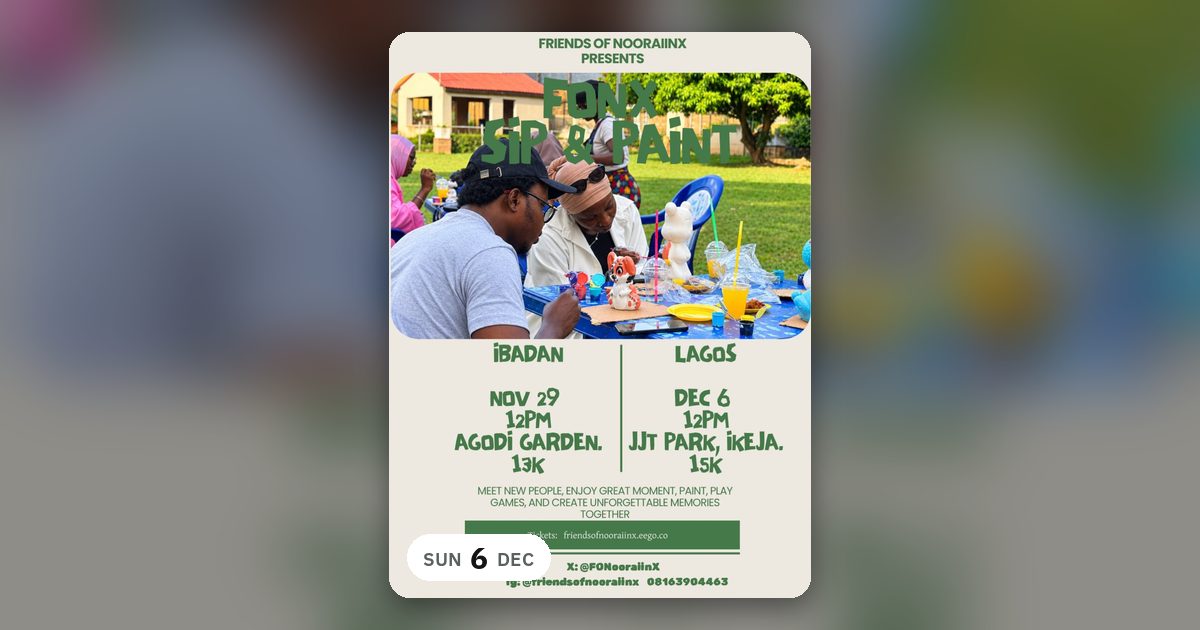 FRIENDS OF NOORAIINX
PRESENTS
FONX
SIP & PAINT
IBADAN
NOV 29
12PM
AGODI GARDEN.
13K
LAGOS
DEC 6
12PM
JJT PARK, IKEJA.
15K
MEET NEW PEOPLE, ENJOY GREAT MOMENT, PAINT, PLAY
GAMES, AND CREATE UNFORGETTABLE MEMORIES
TOGETHER
friendsofnooraiinx.eego.co
SUN 6 DEC
X: @FONooraiinX
Ig: @friendsofnooraiinx 08163904463